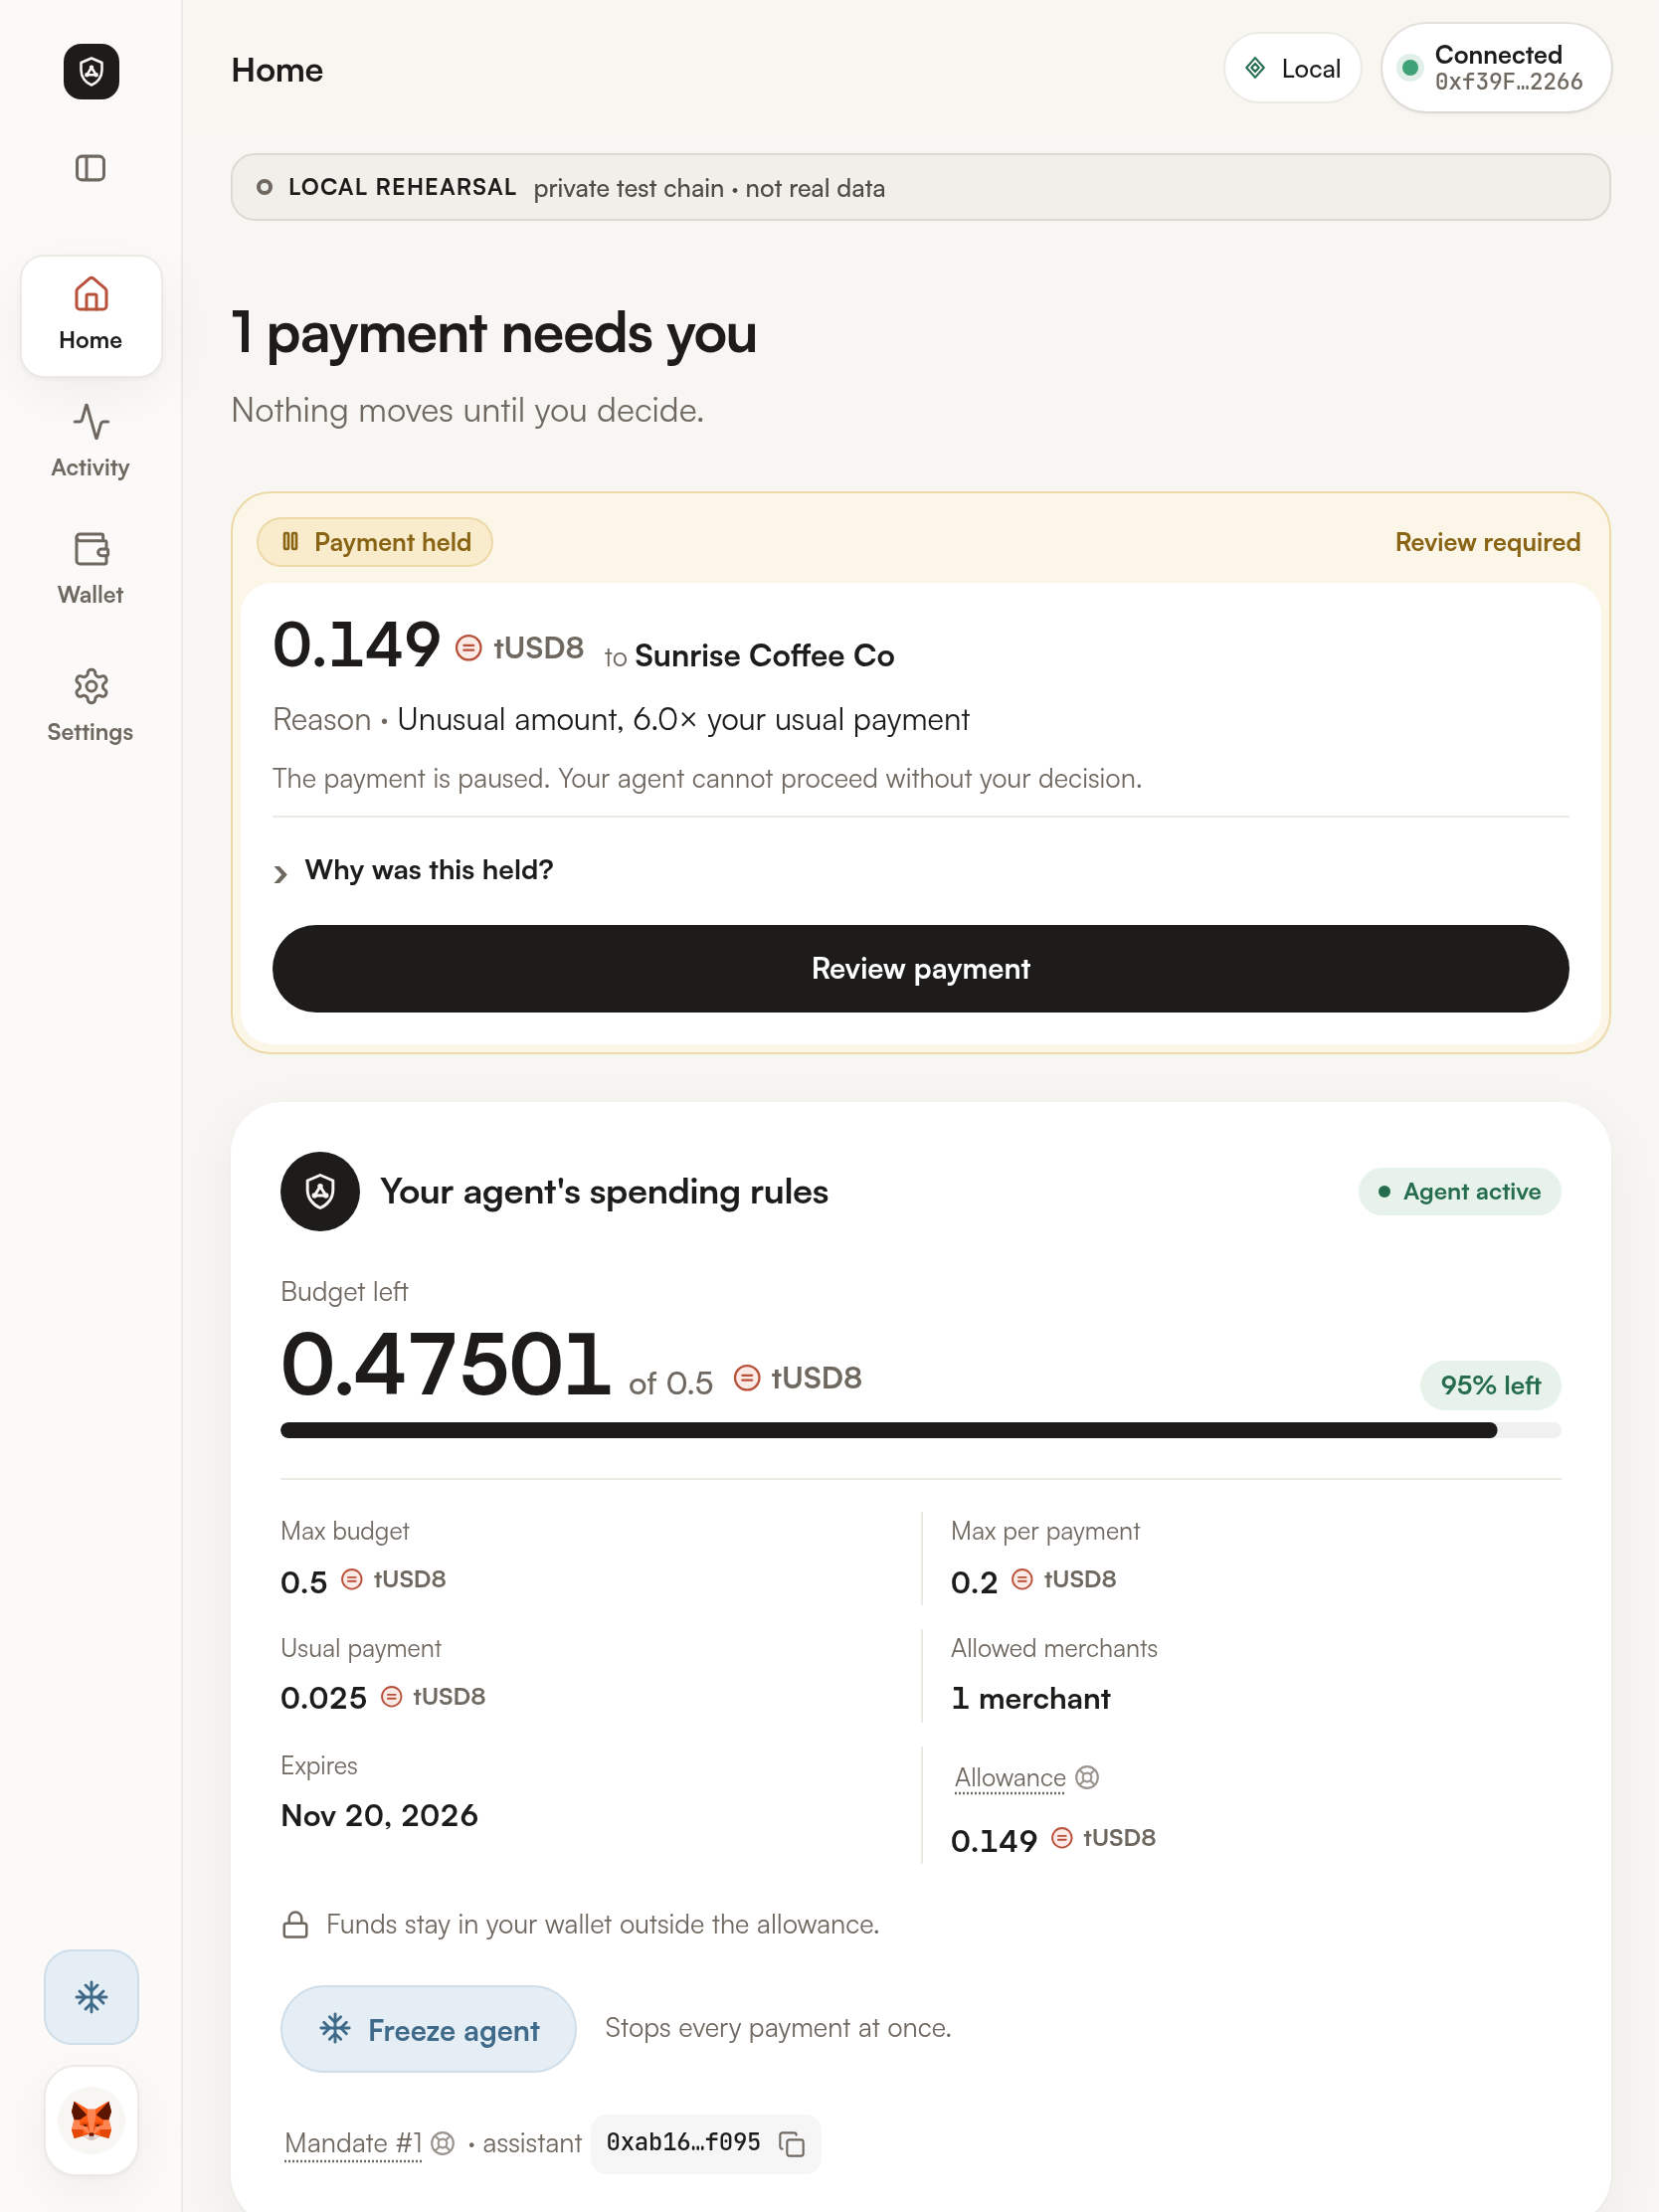 Home
Local
Connected
0xf39F…2266
LOCAL REHEARSAL private test chain · not real data
Home
Activity
Wallet
Settings
1 payment needs you
Nothing moves until you decide.
Payment held
Review required
0.149 tUSD8 to Sunrise Coffee Co
Reason · Unusual amount, 6.0× your usual payment
The payment is paused. Your agent cannot proceed without your decision.
Why was this held?
Review payment
Your agent's spending rules
Agent active
Budget left
0.47501 of 0.5 tUSD8
95% left
Max budget
0.5 tUSD8
Max per payment
0.2 tUSD8
Usual payment
0.025 tUSD8
Allowed merchants
1 merchant
Expires
Nov 20, 2026
Allowance
0.149 tUSD8
Funds stay in your wallet outside the allowance.
Freeze agent
Stops every payment at once.
Mandate #1 · assistant 0xab16…f095